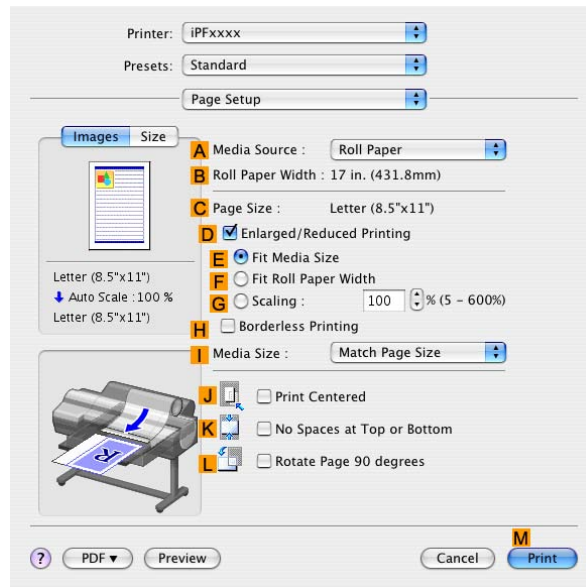 Printer: iPFxxxx
Presets: Standard
Page Setup
Images Size
A Media Source : Roll Paper
B Roll Paper Width : 17 in. (431.8mm)
C Page Size : Letter (8.5"x11")
D Enlarged/Reduced Printing
E Fit Media Size
F Fit Roll Paper Width
G Scaling : 100 % (5 - 600%)
Letter (8.5"x11")
Auto Scale :100 %
Letter (8.5"x11")
H Borderless Printing
I Media Size : Match Page Size
J Print Centered
K No Spaces at Top or Bottom
L Rotate Page 90 degrees
R
M
? PDF Preview Cancel Print